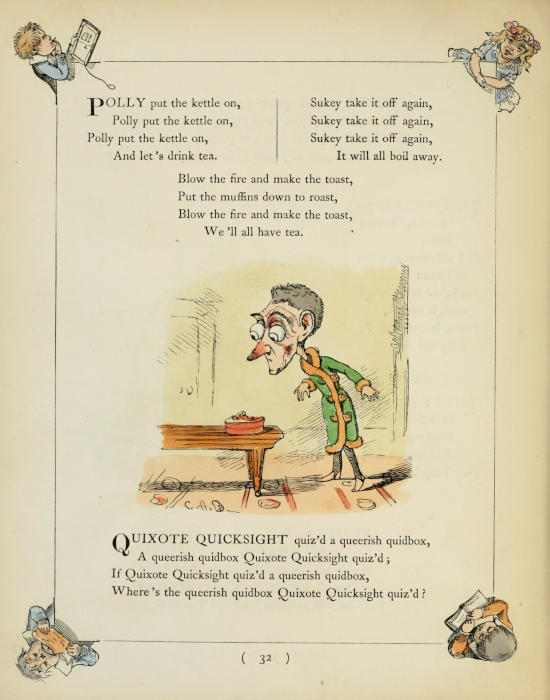 POLLY put the kettle on,
Polly put the kettle on,
Polly put the kettle on,
And let's drink tea.
Sukey take it off again,
Sukey take it off again,
Sukey take it off again,
It will all boil away.
Blow the fire and make the toast,
Put the muffins down to roast,
Blow the fire and make the toast,
We'll all have tea.
C.A.D.
QUIXOTE QUICKSIGHT quiz'd a queerish quidbox,
A queerish quidbox Quixote Quicksight quiz'd;
If Quixote Quicksight quiz'd a queerish quidbox,
Where's the queerish quidbox Quixote Quicksight quiz'd?
( 32 )